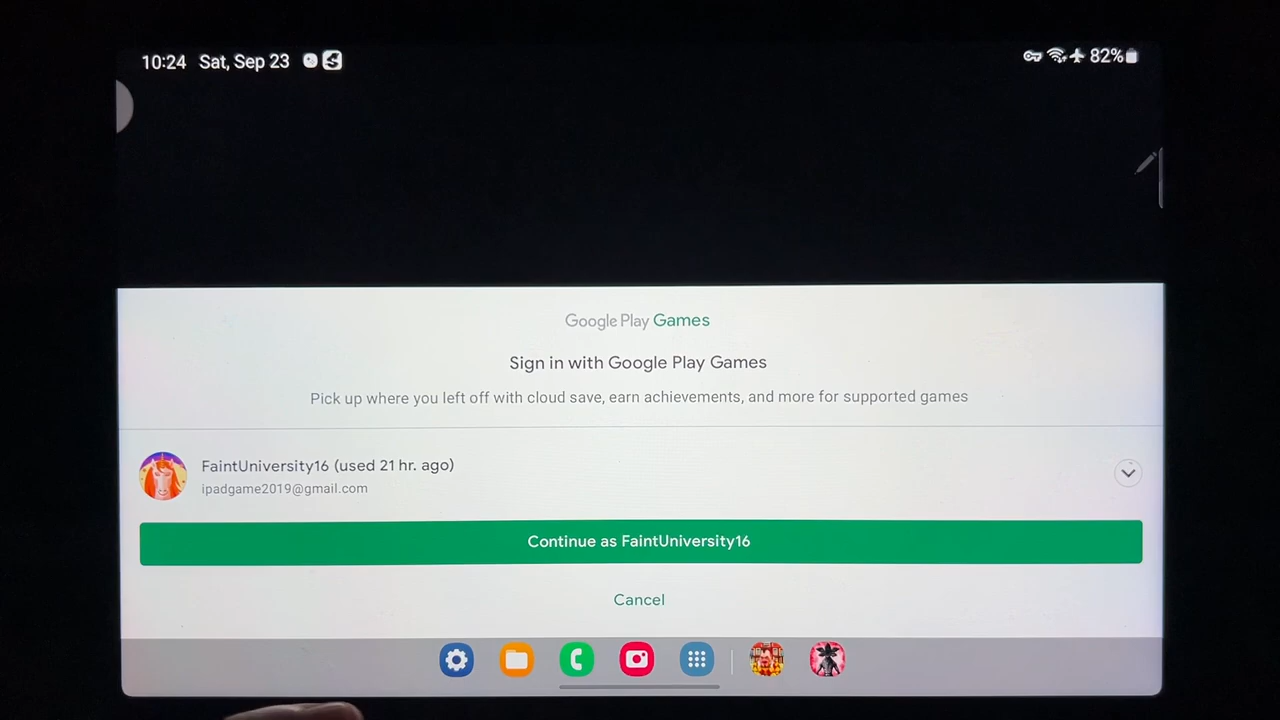 10:24 Sat, Sep 23 82%
Google Play Games
Sign in with Google Play Games
Pick up where you left off with cloud save, earn achievements, and more for supported games
FaintUniversity16 (used 21 hr. ago)
ipadgame2019@gmail.com
Continue as FaintUniversity16
Cancel